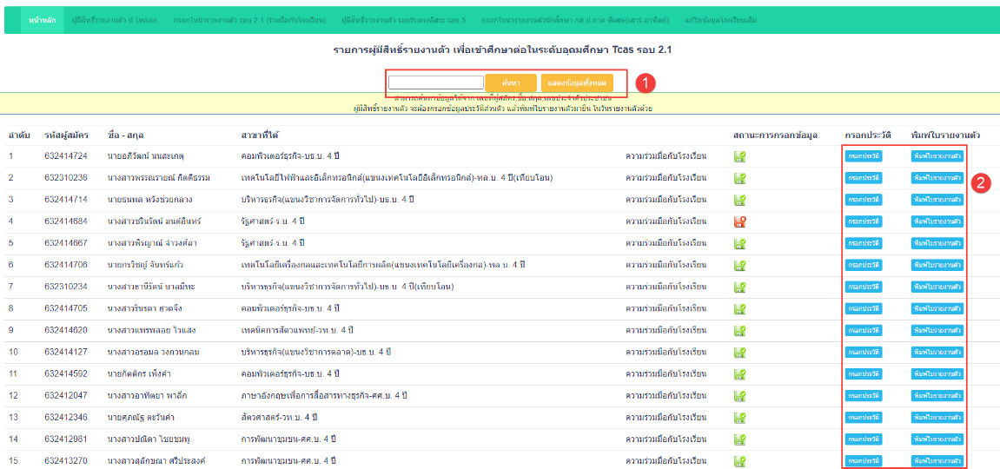 หน้าหลัก ผู้มีสิทธิ์รายงานตัว ป.โท/เอก กรอกใบนำรายงานตัว รอบ 2.1 (ร่วมมือกับโรงเรียน) ผู้มีสิทธิ์รายงานตัว รอบรับตรงอิสระ รอบ 5 กรอกใบนำรายงานตัวนักศึกษา กศ.ป.ภาค พิเศษ(เสาร์-อาทิตย์) แก้ไขข้อมูลโรงเรียนเดิม
รายการผู้มีสิทธิ์รายงานตัว เพื่อเข้าศึกษาต่อในระดับอุดมศึกษา Tcas รอบ 2.1
ค้นหา แสดงข้อมูลทั้งหมด 1
สามารถค้นหาข้อมูลได้จาก เลขที่ผู้สมัคร,ชื่อ,สกุล,เลขประจำตัวประชาชน
ผู้มีสิทธิ์รายงานตัว จะต้องกรอกข้อมูลประวัติส่วนตัว แล้วพิมพ์ใบรายงานตัวมายื่น ในวันรายงานตัวด้วย
ลำดับ รหัสผู้สมัคร ชื่อ - สกุล สาขาที่ได้ สถานะการกรอกข้อมูล กรอกประวัติ พิมพ์ใบรายงานตัว
1 632414724 นายอภิวัฒน์ นนสะเกตุ คอมพิวเตอร์ธุรกิจ-บธ.บ. 4 ปี ความร่วมมือกับโรงเรียน กรอกประวัติ พิมพ์ใบรายงานตัว
2 632310236 นางสาวพรรณรายณ์ กิตติธรรม เทคโนโลยีไฟฟ้าและอิเล็กทรอนิกส์(แขนงเทคโนโลยีอิเล็กทรอนิกส์)-ทล.บ. 4 ปี(เทียบโอน) ความร่วมมือกับโรงเรียน กรอกประวัติ พิมพ์ใบรายงานตัว 2
3 632414714 นายธนพล หวังช่วยกลาง บริหารธุรกิจ(แขนงวิชาการจัดการทั่วไป)-บธ.บ. 4 ปี ความร่วมมือกับโรงเรียน กรอกประวัติ พิมพ์ใบรายงานตัว
4 632414684 นางสาวชรินรัตน์ มนต์อินทร์ รัฐศาสตร์-ร.บ. 4 ปี ความร่วมมือกับโรงเรียน กรอกประวัติ พิมพ์ใบรายงานตัว
5 632414667 นางสาวพิรญาณ์ จ่าวงศ์ลา รัฐศาสตร์-ร.บ. 4 ปี ความร่วมมือกับโรงเรียน กรอกประวัติ พิมพ์ใบรายงานตัว
6 632414706 นายกรวิชญ์ จันทร์แก้ว เทคโนโลยีเครื่องกลและเทคโนโลยีการผลิต(แขนงเทคโนโลยีเครื่องกล)-ทล.บ. 4 ปี ความร่วมมือกับโรงเรียน กรอกประวัติ พิมพ์ใบรายงานตัว
7 632310234 นางสาวธานีรัตน์ บาลมีทะ บริหารธุรกิจ(แขนงวิชาการจัดการทั่วไป)-บธ.บ. 4 ปี(เทียบโอน) ความร่วมมือกับโรงเรียน กรอกประวัติ พิมพ์ใบรายงานตัว
8 632414705 นางสาวรินรดา ฮวดจึง คอมพิวเตอร์ธุรกิจ-บธ.บ. 4 ปี ความร่วมมือกับโรงเรียน กรอกประวัติ พิมพ์ใบรายงานตัว
9 632414620 นางสาวแพรพลอย ไวแสง เทคนิคการสัตวแพทย์-วท.บ. 4 ปี ความร่วมมือกับโรงเรียน กรอกประวัติ พิมพ์ใบรายงานตัว
10 632414127 นางสาวอรอมล วงกวนกลม บริหารธุรกิจ(แขนงวิชาการตลาด)-บธ.บ. 4 ปี ความร่วมมือกับโรงเรียน กรอกประวัติ พิมพ์ใบรายงานตัว
11 632414592 นายกิตติกร เพ็งคำ คอมพิวเตอร์ธุรกิจ-บธ.บ. 4 ปี ความร่วมมือกับโรงเรียน กรอกประวัติ พิมพ์ใบรายงานตัว
12 632412047 นางสาวอาทิตยา พาลึก ภาษาอังกฤษเพื่อการสื่อสารทางธุรกิจ-ศศ.บ. 4 ปี ความร่วมมือกับโรงเรียน กรอกประวัติ พิมพ์ใบรายงานตัว
13 632412346 นายศุภณัฐ ตะวันคำ สัตวศาสตร์-วท.บ. 4 ปี ความร่วมมือกับโรงเรียน กรอกประวัติ พิมพ์ใบรายงานตัว
14 632412981 นางสาวปณิดา ไชยชมพู การพัฒนาชุมชน-ศศ.บ. 4 ปี ความร่วมมือกับโรงเรียน กรอกประวัติ พิมพ์ใบรายงานตัว
15 632413270 นางสาวสุลักขณา ศรีประสงค์ การพัฒนาชุมชน-ศศ.บ. 4 ปี ความร่วมมือกับโรงเรียน กรอกประวัติ พิมพ์ใบรายงานตัว